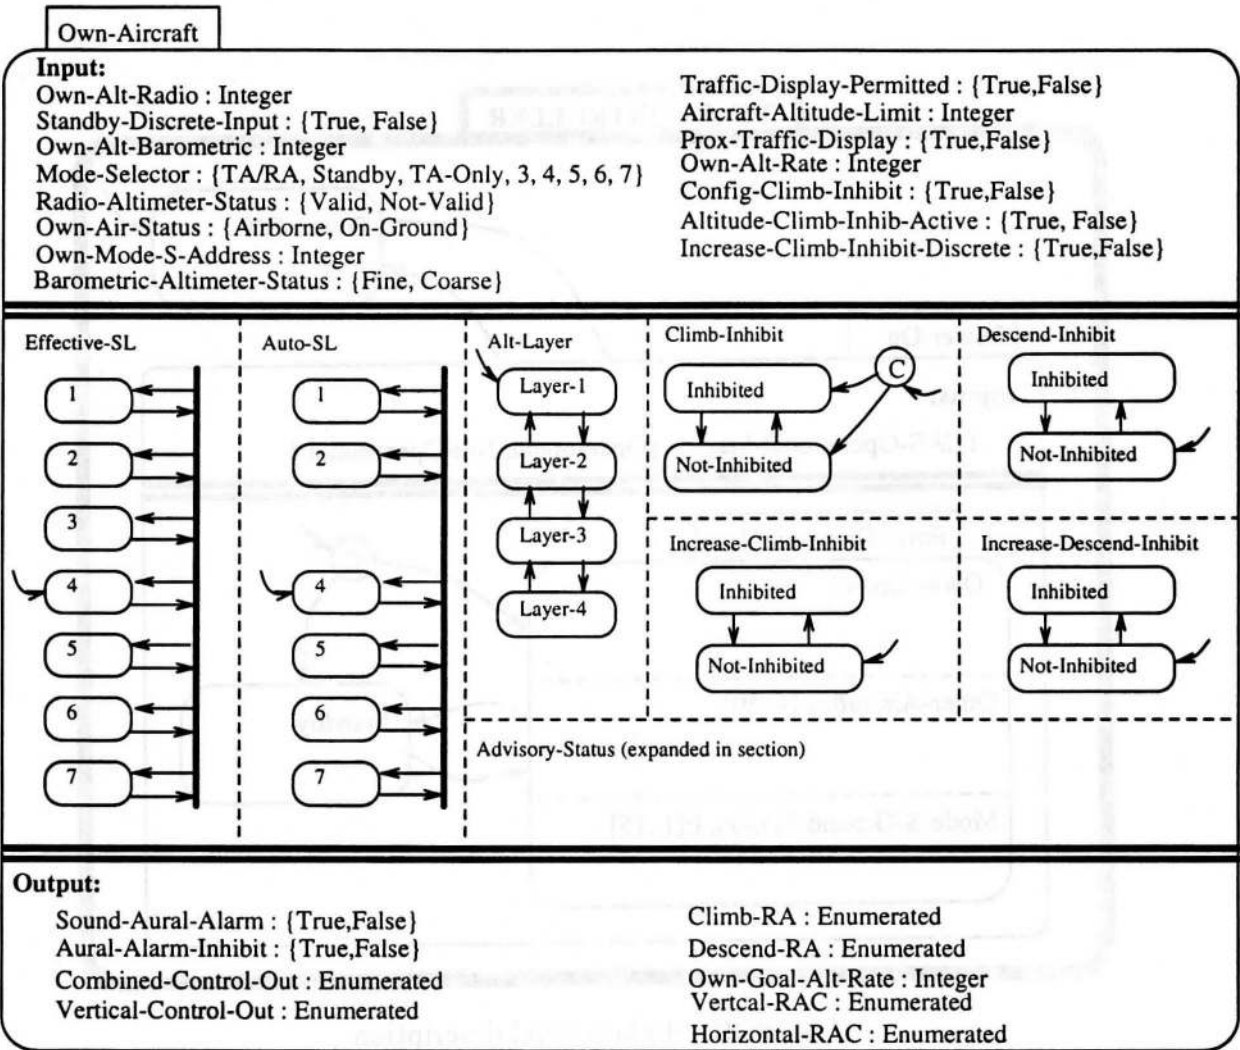 Own-Aircraft
Input:
Own-Alt-Radio : Integer
Standby-Discrete-Input : {True, False}
Own-Alt-Barometric : Integer
Mode-Selector : {TA/RA, Standby, TA-Only, 3, 4, 5, 6, 7}
Radio-Altimeter-Status : {Valid, Not-Valid}
Own-Air-Status : {Airborne, On-Ground}
Own-Mode-S-Address : Integer
Barometric-Altimeter-Status : {Fine, Coarse}
Traffic-Display-Permitted : {True,False}
Aircraft-Altitude-Limit : Integer
Prox-Traffic-Display : {True,False}
Own-Alt-Rate : Integer
Config-Climb-Inhibit : {True,False}
Altitude-Climb-Inhib-Active : {True, False}
Increase-Climb-Inhibit-Discrete : {True,False}
Effective-SL
1
2
3
4
5
6
7
Auto-SL
1
2
4
5
6
7
Alt-Layer
Layer-1
Layer-2
Layer-3
Layer-4
Climb-Inhibit
C
Inhibited
Not-Inhibited
Descend-Inhibit
Inhibited
Not-Inhibited
Increase-Climb-Inhibit
Inhibited
Not-Inhibited
Increase-Descend-Inhibit
Inhibited
Not-Inhibited
Advisory-Status (expanded in section)
Output:
Sound-Aural-Alarm : {True,False}
Aural-Alarm-Inhibit : {True,False}
Combined-Control-Out : Enumerated
Vertical-Control-Out : Enumerated
Climb-RA : Enumerated
Descend-RA : Enumerated
Own-Goal-Alt-Rate : Integer
Vertcal-RAC : Enumerated
Horizontal-RAC : Enumerated